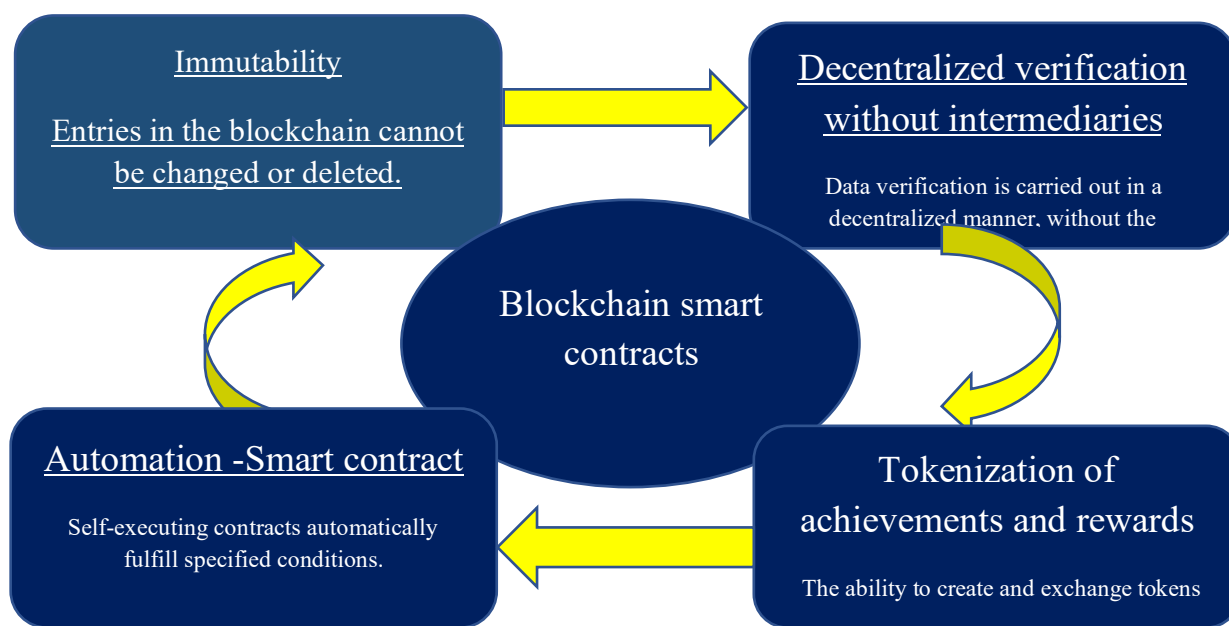 Immutability
Entries in the blockchain cannot
be changed or deleted.
Decentralized verification
without intermediaries
Data verification is carried out in a
decentralized manner, without the
Blockchain smart
contracts
Automation -Smart contract
Self-executing contracts automatically
fulfill specified conditions.
Tokenization of
achievements and rewards
The ability to create and exchange tokens